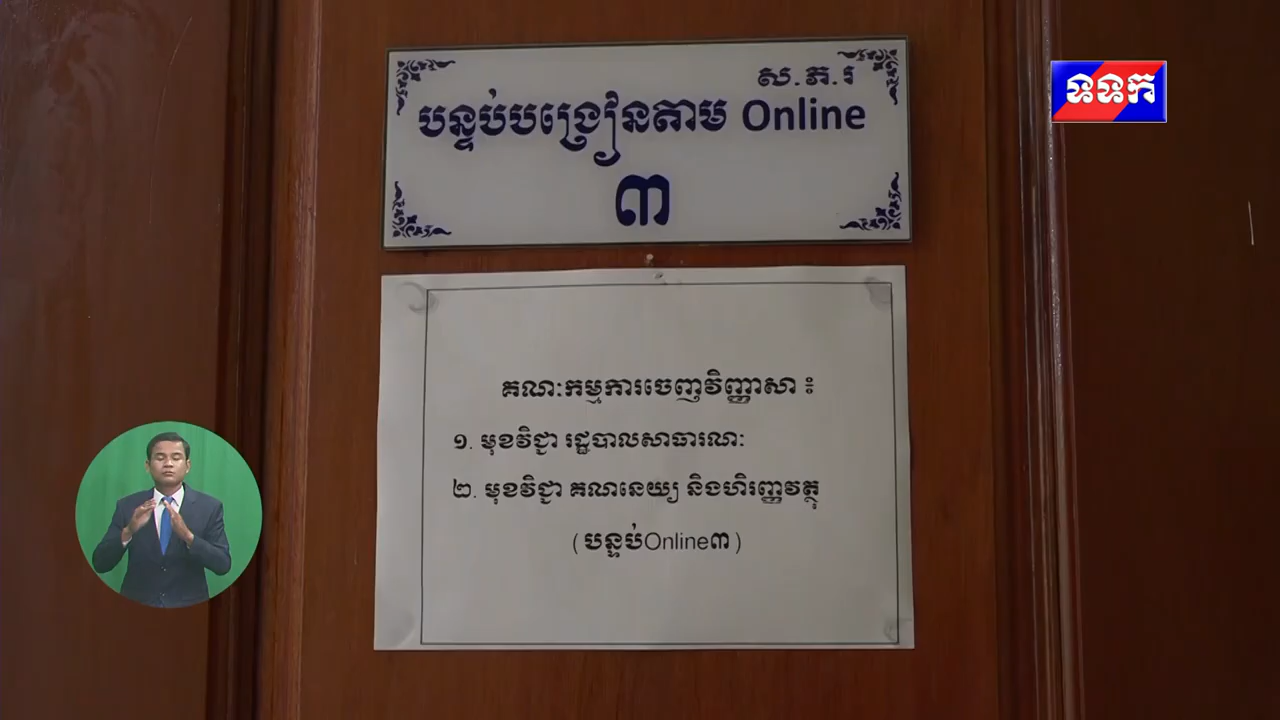 ស.ភ.រ
បន្ទប់បង្រៀនតាម Online
៣
ទទក
គណៈកម្មការចេញវិញ្ញាសា ៖
១. មុខវិជ្ជា រដ្ឋបាលសាធារណៈ
២. មុខវិជ្ជា គណនេយ្យ និងហិរញ្ញវត្ថុ
( បន្ទប់Online៣ )